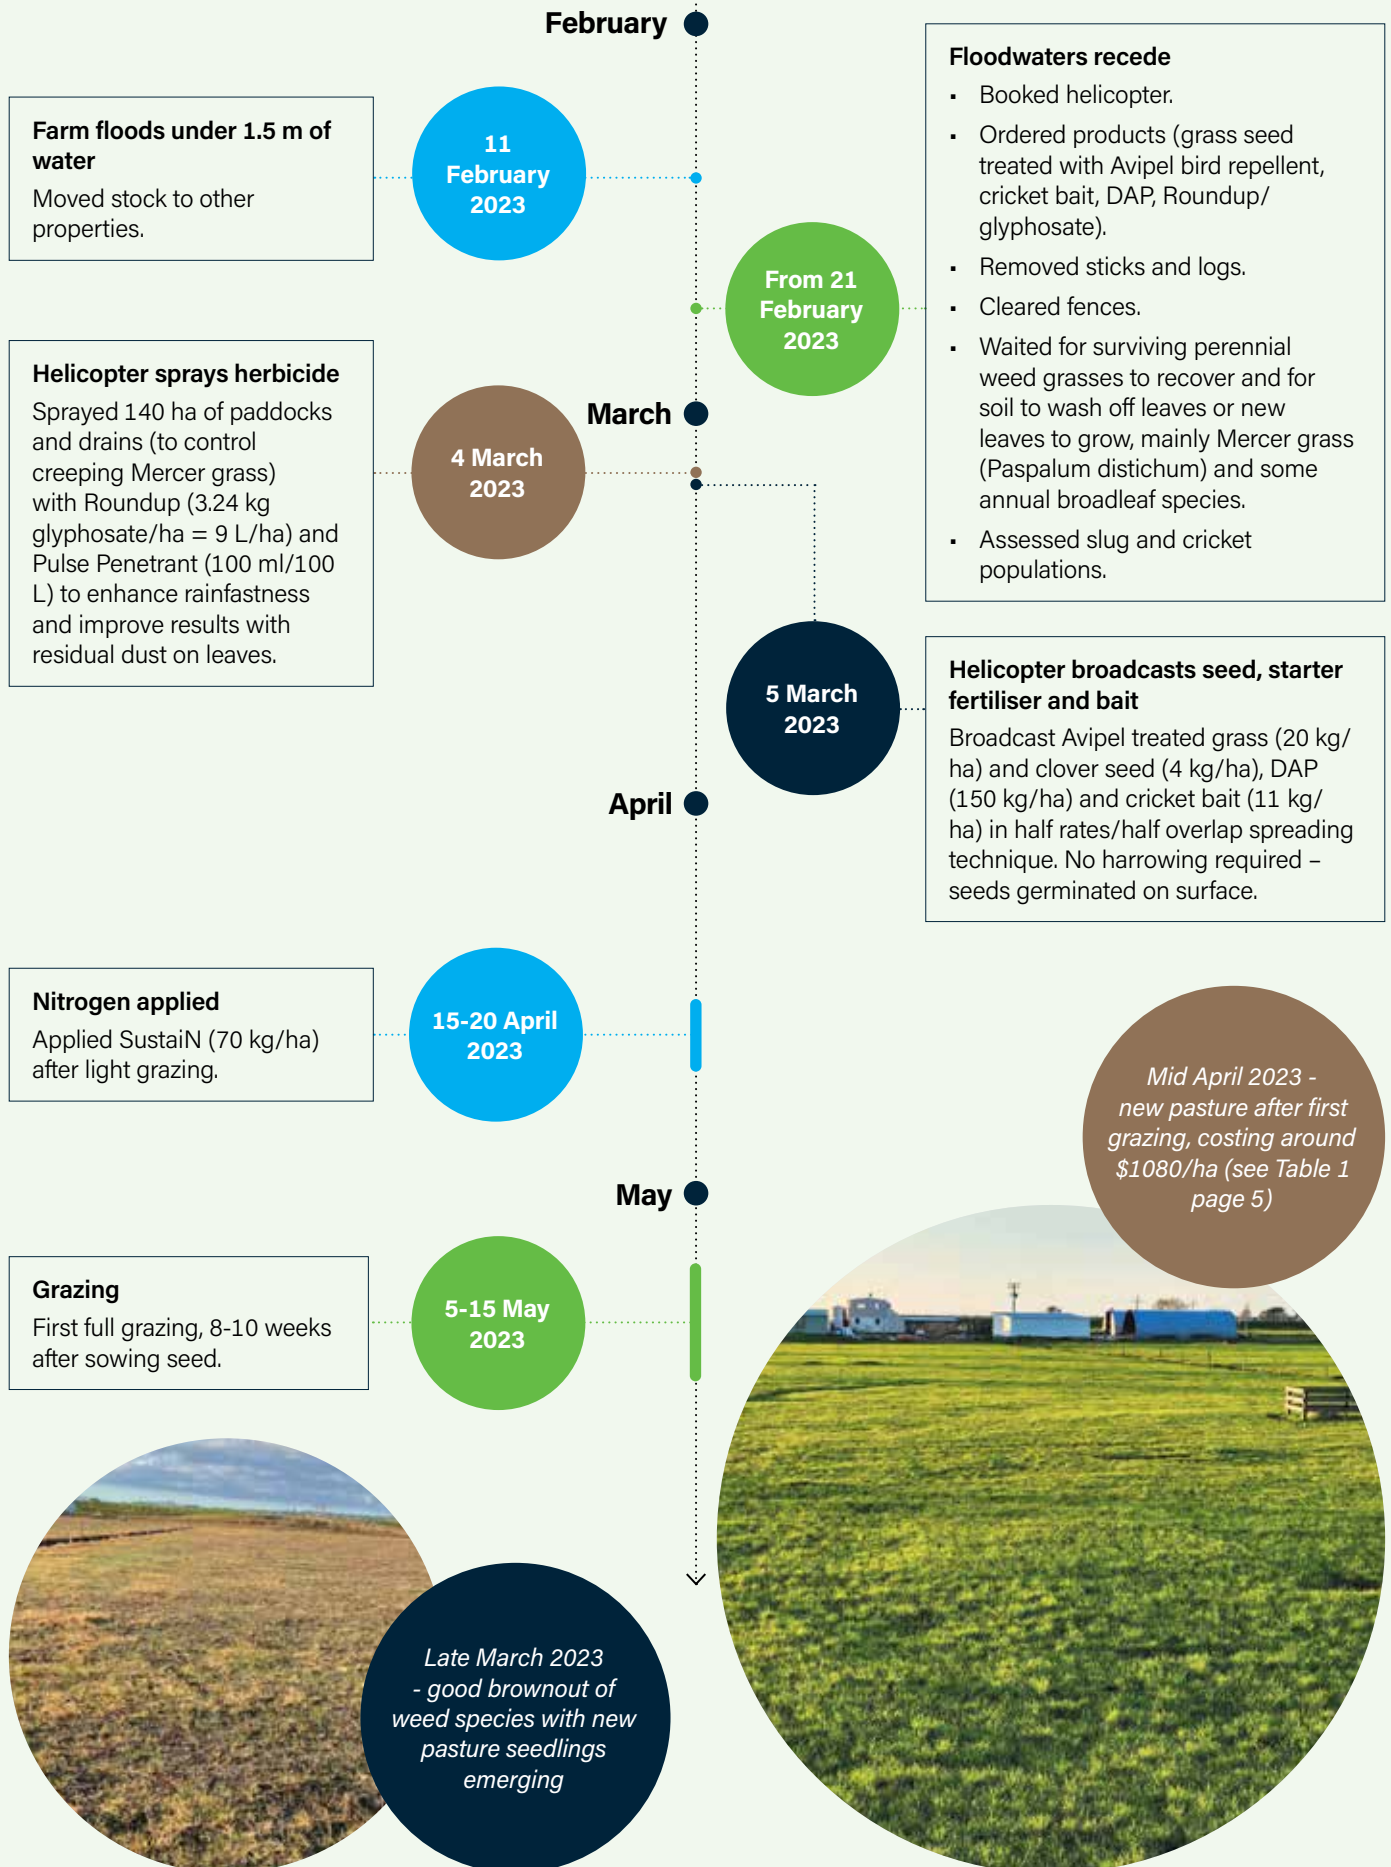 February
Farm floods under 1.5 m of
water
Moved stock to other
properties.
11
February
2023
Floodwaters recede
▪ Booked helicopter.
▪ Ordered products (grass seed
treated with Avipel bird repellent,
cricket bait, DAP, Roundup/
glyphosate).
▪ Removed sticks and logs.
▪ Cleared fences.
▪ Waited for surviving perennial
weed grasses to recover and for
soil to wash off leaves or new
leaves to grow, mainly Mercer grass
(Paspalum distichum) and some
annual broadleaf species.
▪ Assessed slug and cricket
populations.
From 21
February
2023
March
Helicopter sprays herbicide
Sprayed 140 ha of paddocks
and drains (to control
creeping Mercer grass)
with Roundup (3.24 kg
glyphosate/ha = 9 L/ha) and
Pulse Penetrant (100 ml/100
L) to enhance rainfastness
and improve results with
residual dust on leaves.
4 March
2023
5 March
2023
Helicopter broadcasts seed, starter
fertiliser and bait
Broadcast Avipel treated grass (20 kg/
ha) and clover seed (4 kg/ha), DAP
(150 kg/ha) and cricket bait (11 kg/
ha) in half rates/half overlap spreading
technique. No harrowing required –
seeds germinated on surface.
April
Nitrogen applied
Applied SustaiN (70 kg/ha)
after light grazing.
15-20 April
2023
Mid April 2023 -
new pasture after first
grazing, costing around
$1080/ha (see Table 1
page 5)
May
Grazing
First full grazing, 8-10 weeks
after sowing seed.
5-15 May
2023
Late March 2023
- good brownout of
weed species with new
pasture seedlings
emerging